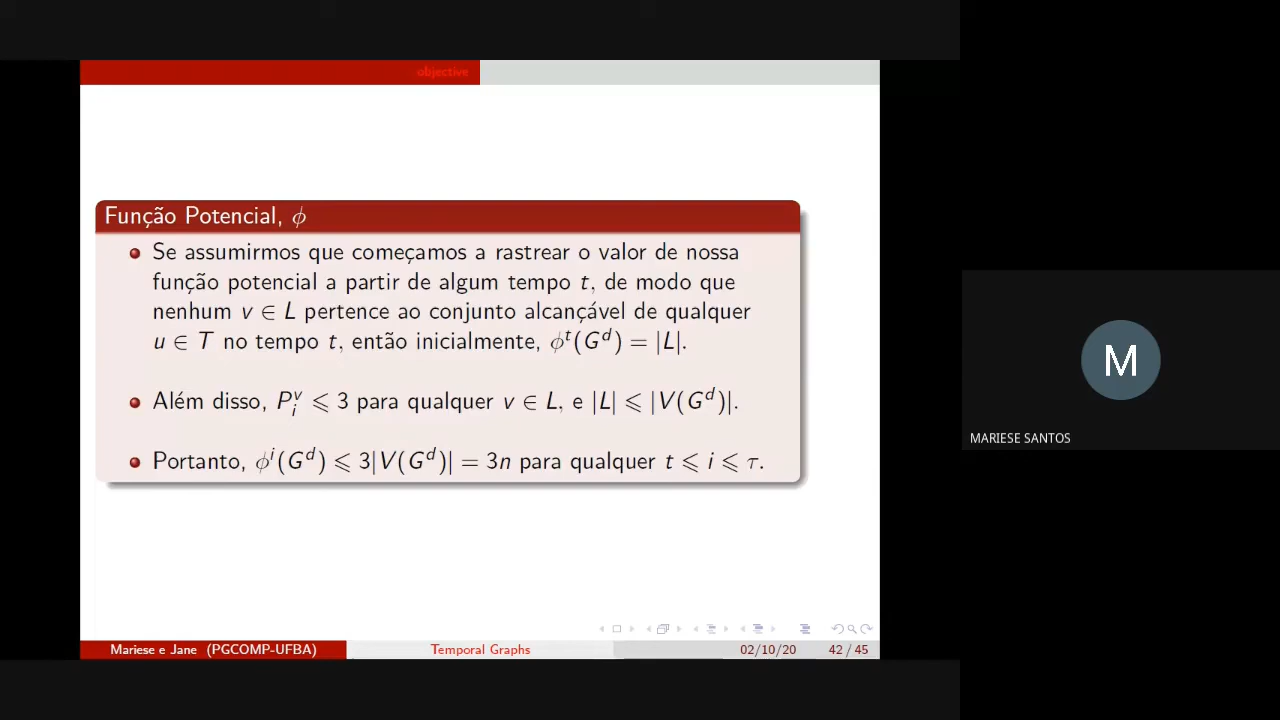 objective
Função Potencial, ϕ
Se assumirmos que começamos a rastrear o valor de nossa
função potencial a partir de algum tempo t, de modo que
nenhum v ∈ L pertence ao conjunto alcançável de qualquer
u ∈ T no tempo t, então inicialmente, ϕ^t(G^d) = |L|.
Além disso, P_i^v ⩽ 3 para qualquer v ∈ L, e |L| ⩽ |V(G^d)|.
Portanto, ϕ^i(G^d) ⩽ 3|V(G^d)| = 3n para qualquer t ⩽ i ⩽ τ.
M
MARIESE SANTOS
Mariese e Jane (PGCOMP-UFBA) Temporal Graphs 02/10/20 42 / 45